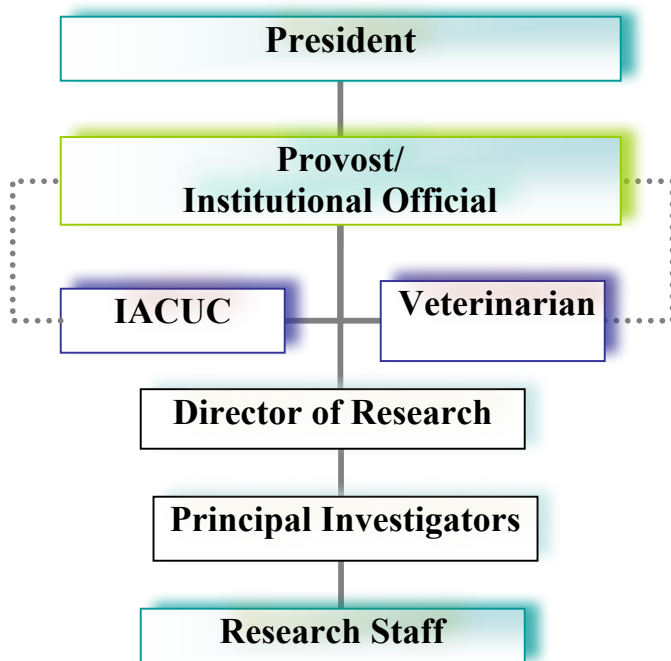 President
Provost/
Institutional Official
IACUC
Veterinarian
Director of Research
Principal Investigators
Research Staff